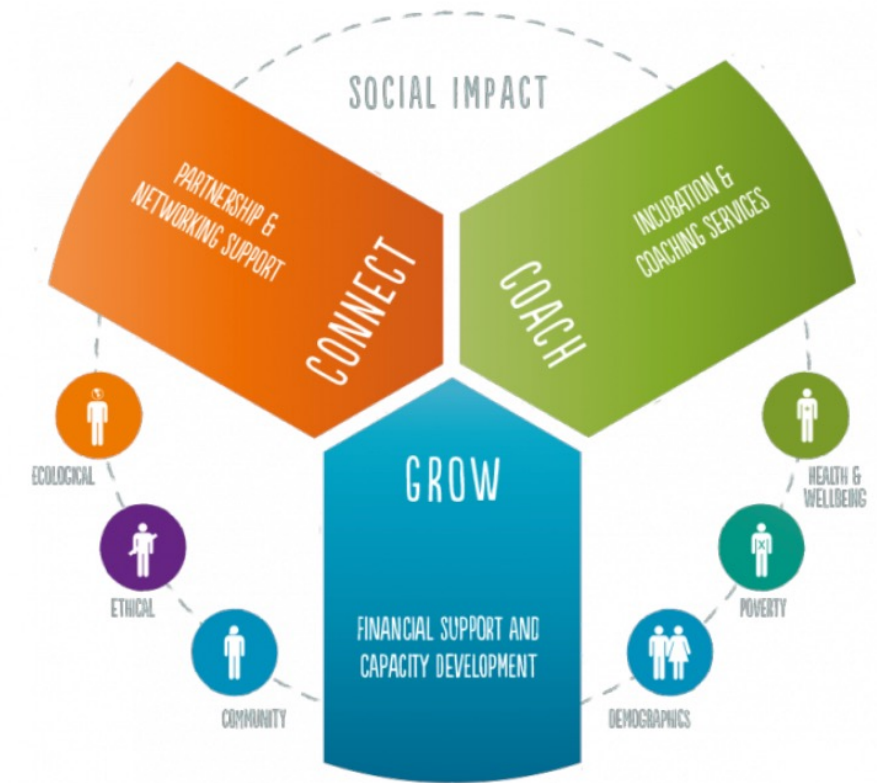 SOCIAL IMPACT
PARTNERSHIP &
NETWORKING SUPPORT
CONNECT
INCUBATION &
COACHING SERVICES
COACH
GROW
FINANCIAL SUPPORT AND
CAPACITY DEVELOPMENT
ECOLOGICAL
ETHICAL
COMMUNITY
HEALTH &
WELLBEING
POVERTY
DEMOGRAPHICS